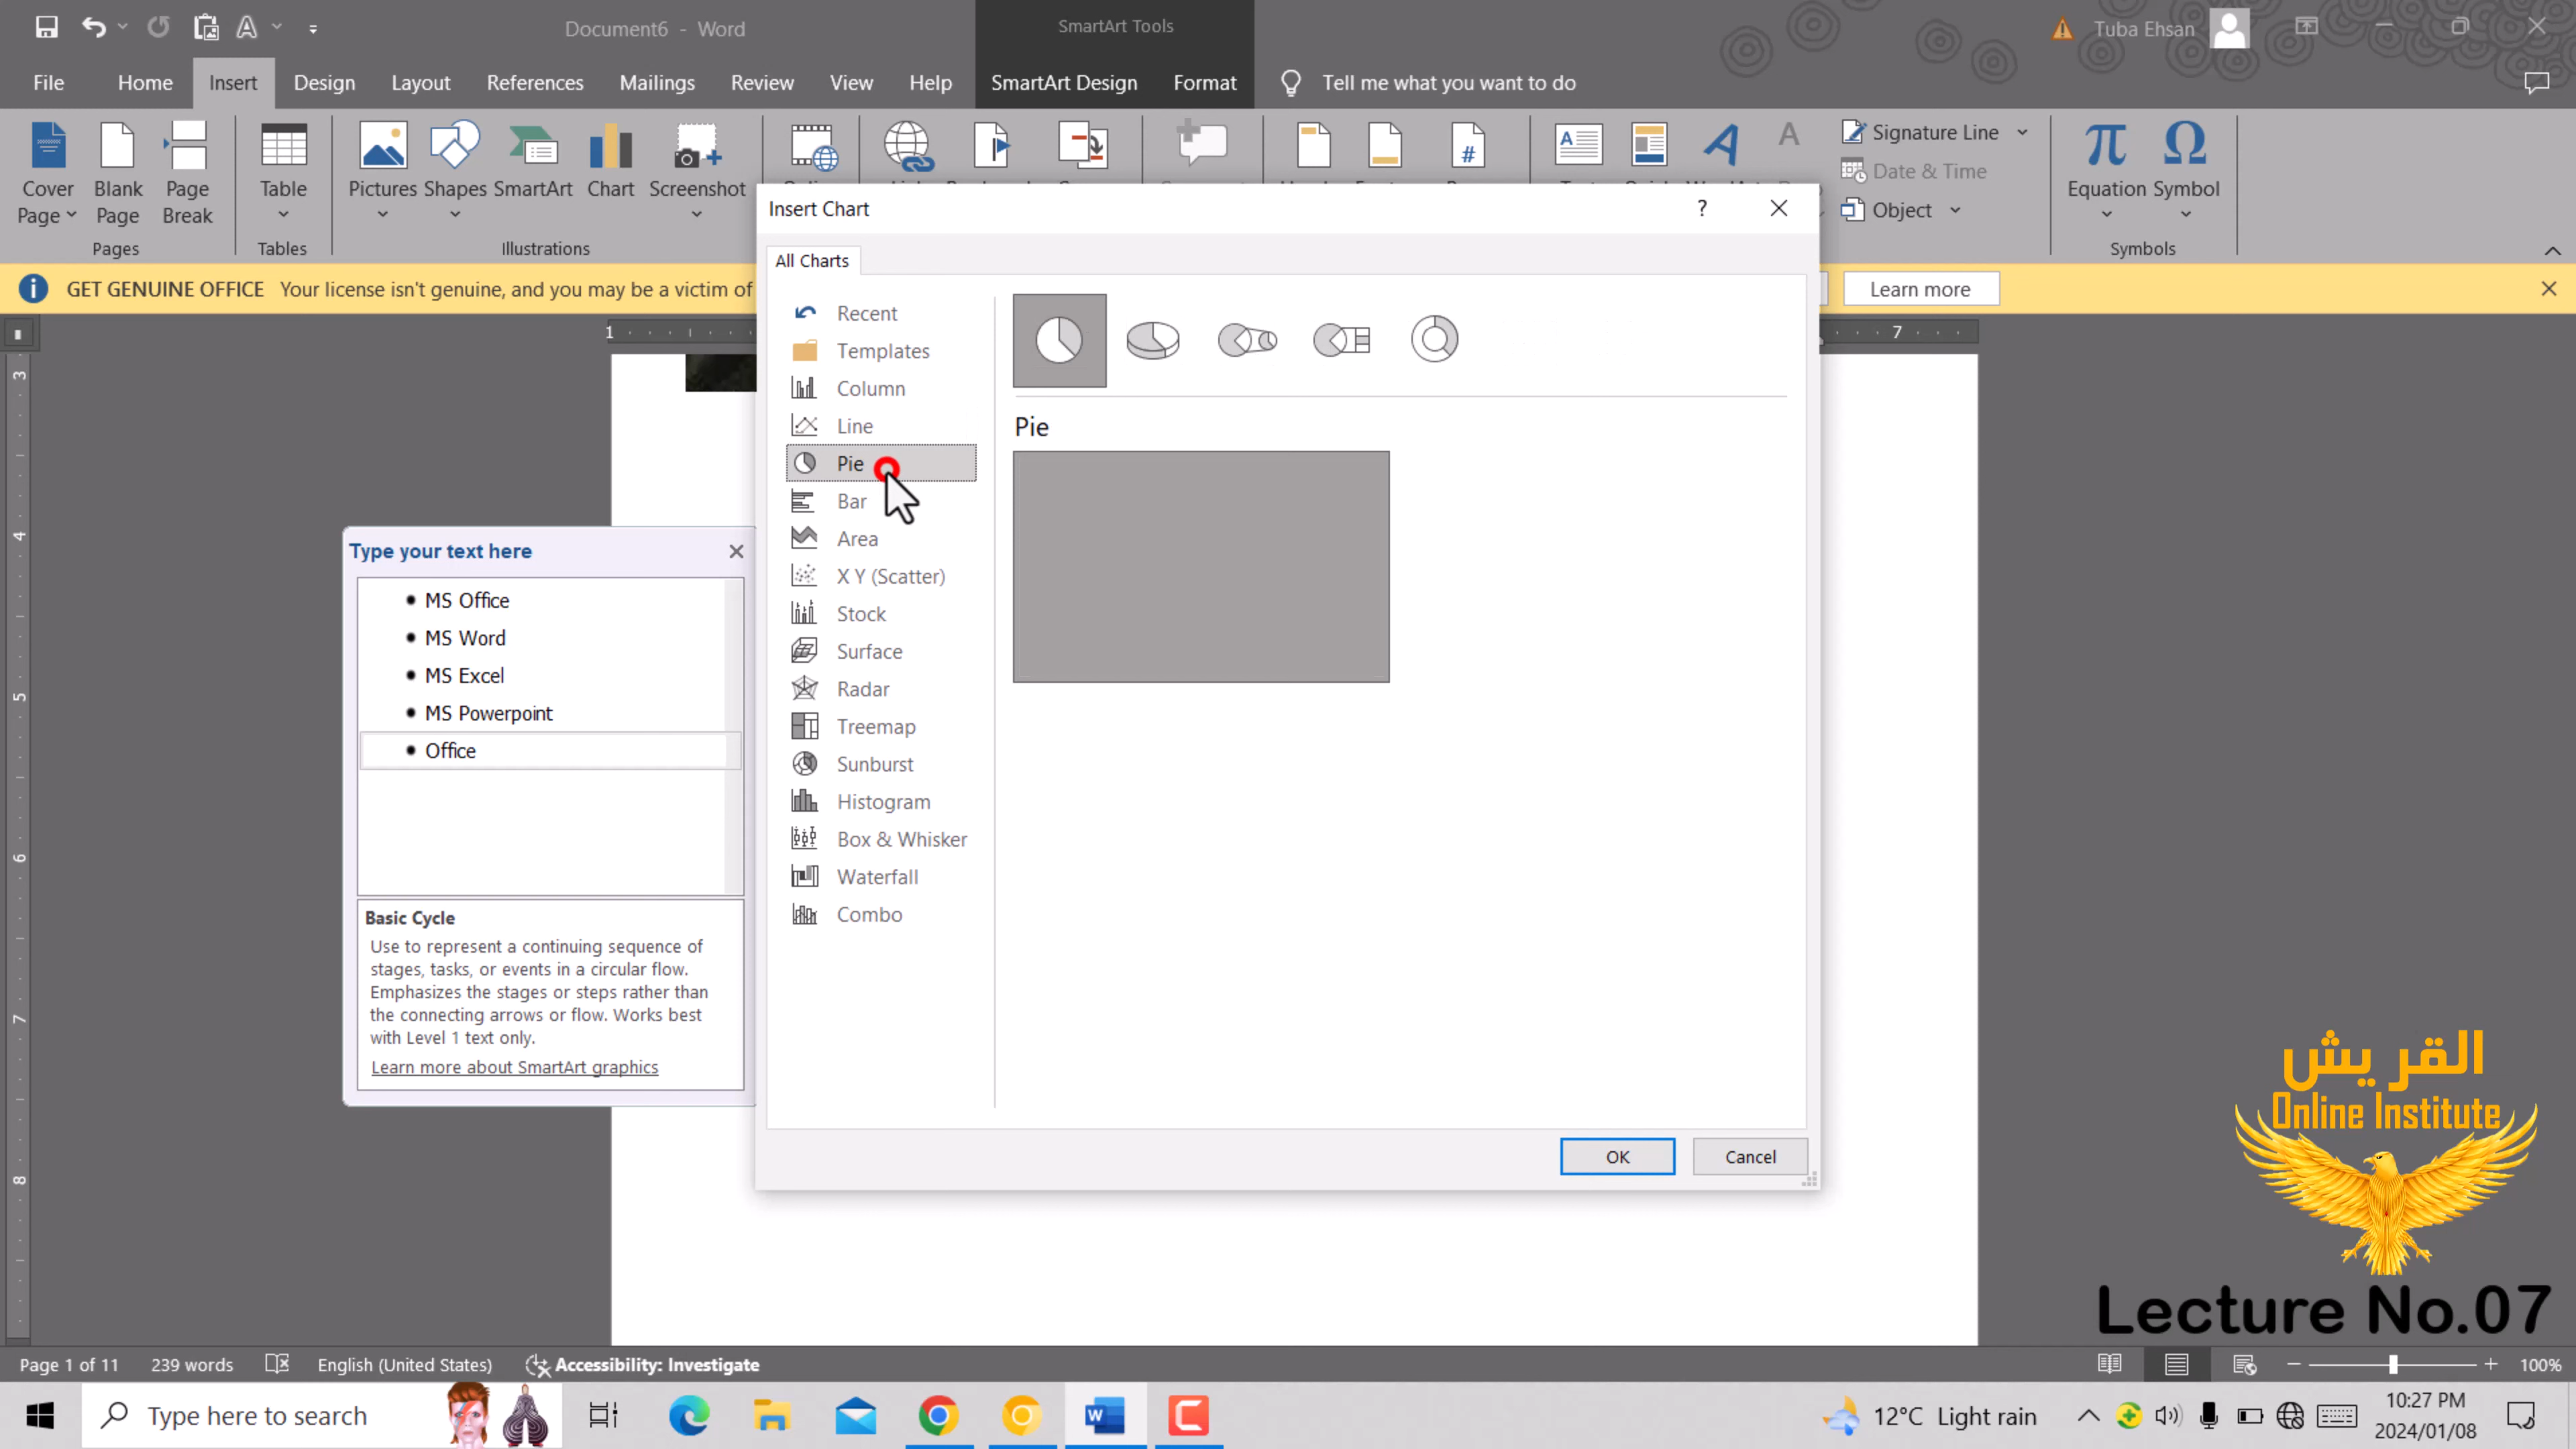 Document6 - Word
SmartArt Tools
Tuba Ehsan
File Home Insert Design Layout References Mailings Review View Help SmartArt Design Format Tell me what you want to do
Cover Page
Blank Page
Page Break
Pages
Table
Tables
Pictures
Shapes
SmartArt
Chart
Screenshot
Illustrations
Signature Line
Date & Time
Object
Equation
Symbol
Symbols
GET GENUINE OFFICE Your license isn't genuine, and you may be a victim of
Learn more
Insert Chart
All Charts
Recent
Templates
Column
Line
Pie
Bar
Area
X Y (Scatter)
Stock
Surface
Radar
Treemap
Sunburst
Histogram
Box & Whisker
Waterfall
Combo
Pie
OK
Cancel
1
7
3
4
5
6
7
8
Type your text here
MS Office
MS Word
MS Excel
MS Powerpoint
Office
Basic Cycle
Use to represent a continuing sequence of
stages, tasks, or events in a circular flow.
Emphasizes the stages or steps rather than
the connecting arrows or flow. Works best
with Level 1 text only.
Learn more about SmartArt graphics
القريش
Online Institute
Lecture No.07
Page 1 of 11 239 words English (United States) Accessibility: Investigate 100%
Type here to search
12°C Light rain
10:27 PM
2024/01/08